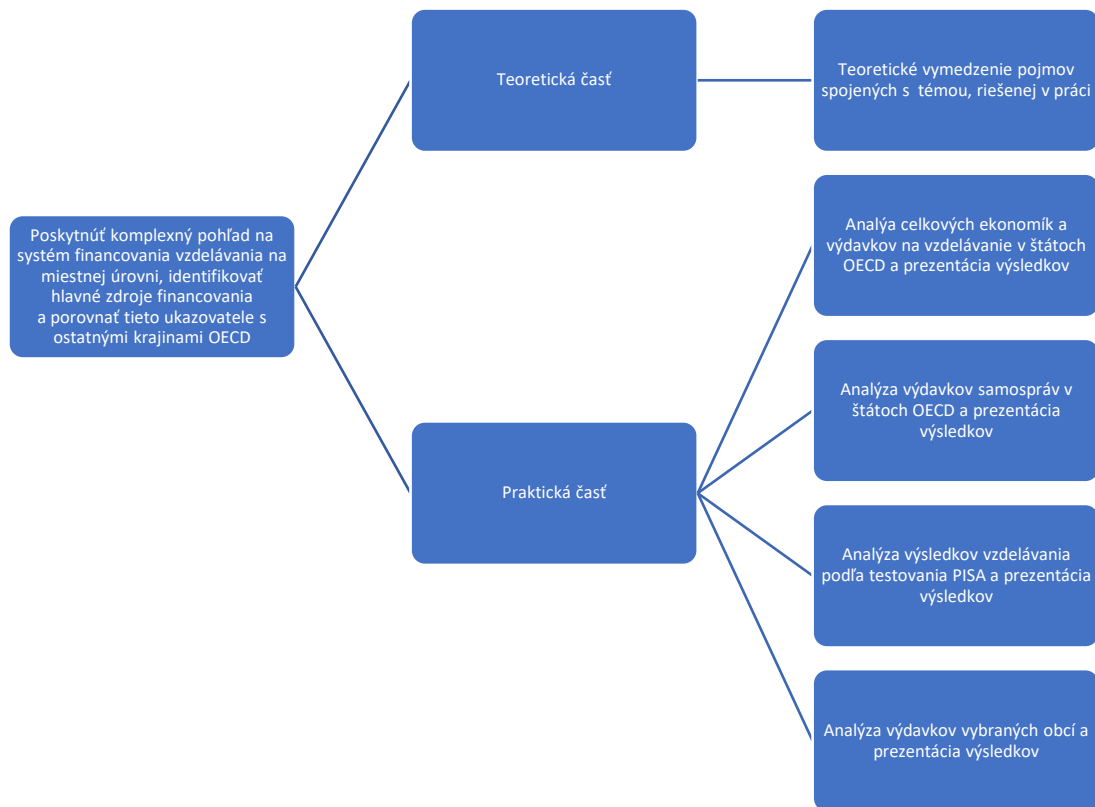 Poskytnúť komplexný pohľad na
systém financovania vzdelávania na
miestnej úrovni, identifikovať
hlavné zdroje financovania
a porovnať tieto ukazovatele s
ostatnými krajinami OECD
Teoretická časť
Teoretické vymedzenie pojmov
spojených s témou, riešenej v práci
Praktická časť
Analýa celkových ekonomík a
výdavkov na vzdelávanie v štátoch
OECD a prezentácia výsledkov
Analýza výdavkov samospráv v
štátoch OECD a prezentácia
výsledkov
Analýza výsledkov vzdelávania
podľa testovania PISA a prezentácia
výsledkov
Analýza výdavkov vybraných obcí a
prezentácia výsledkov